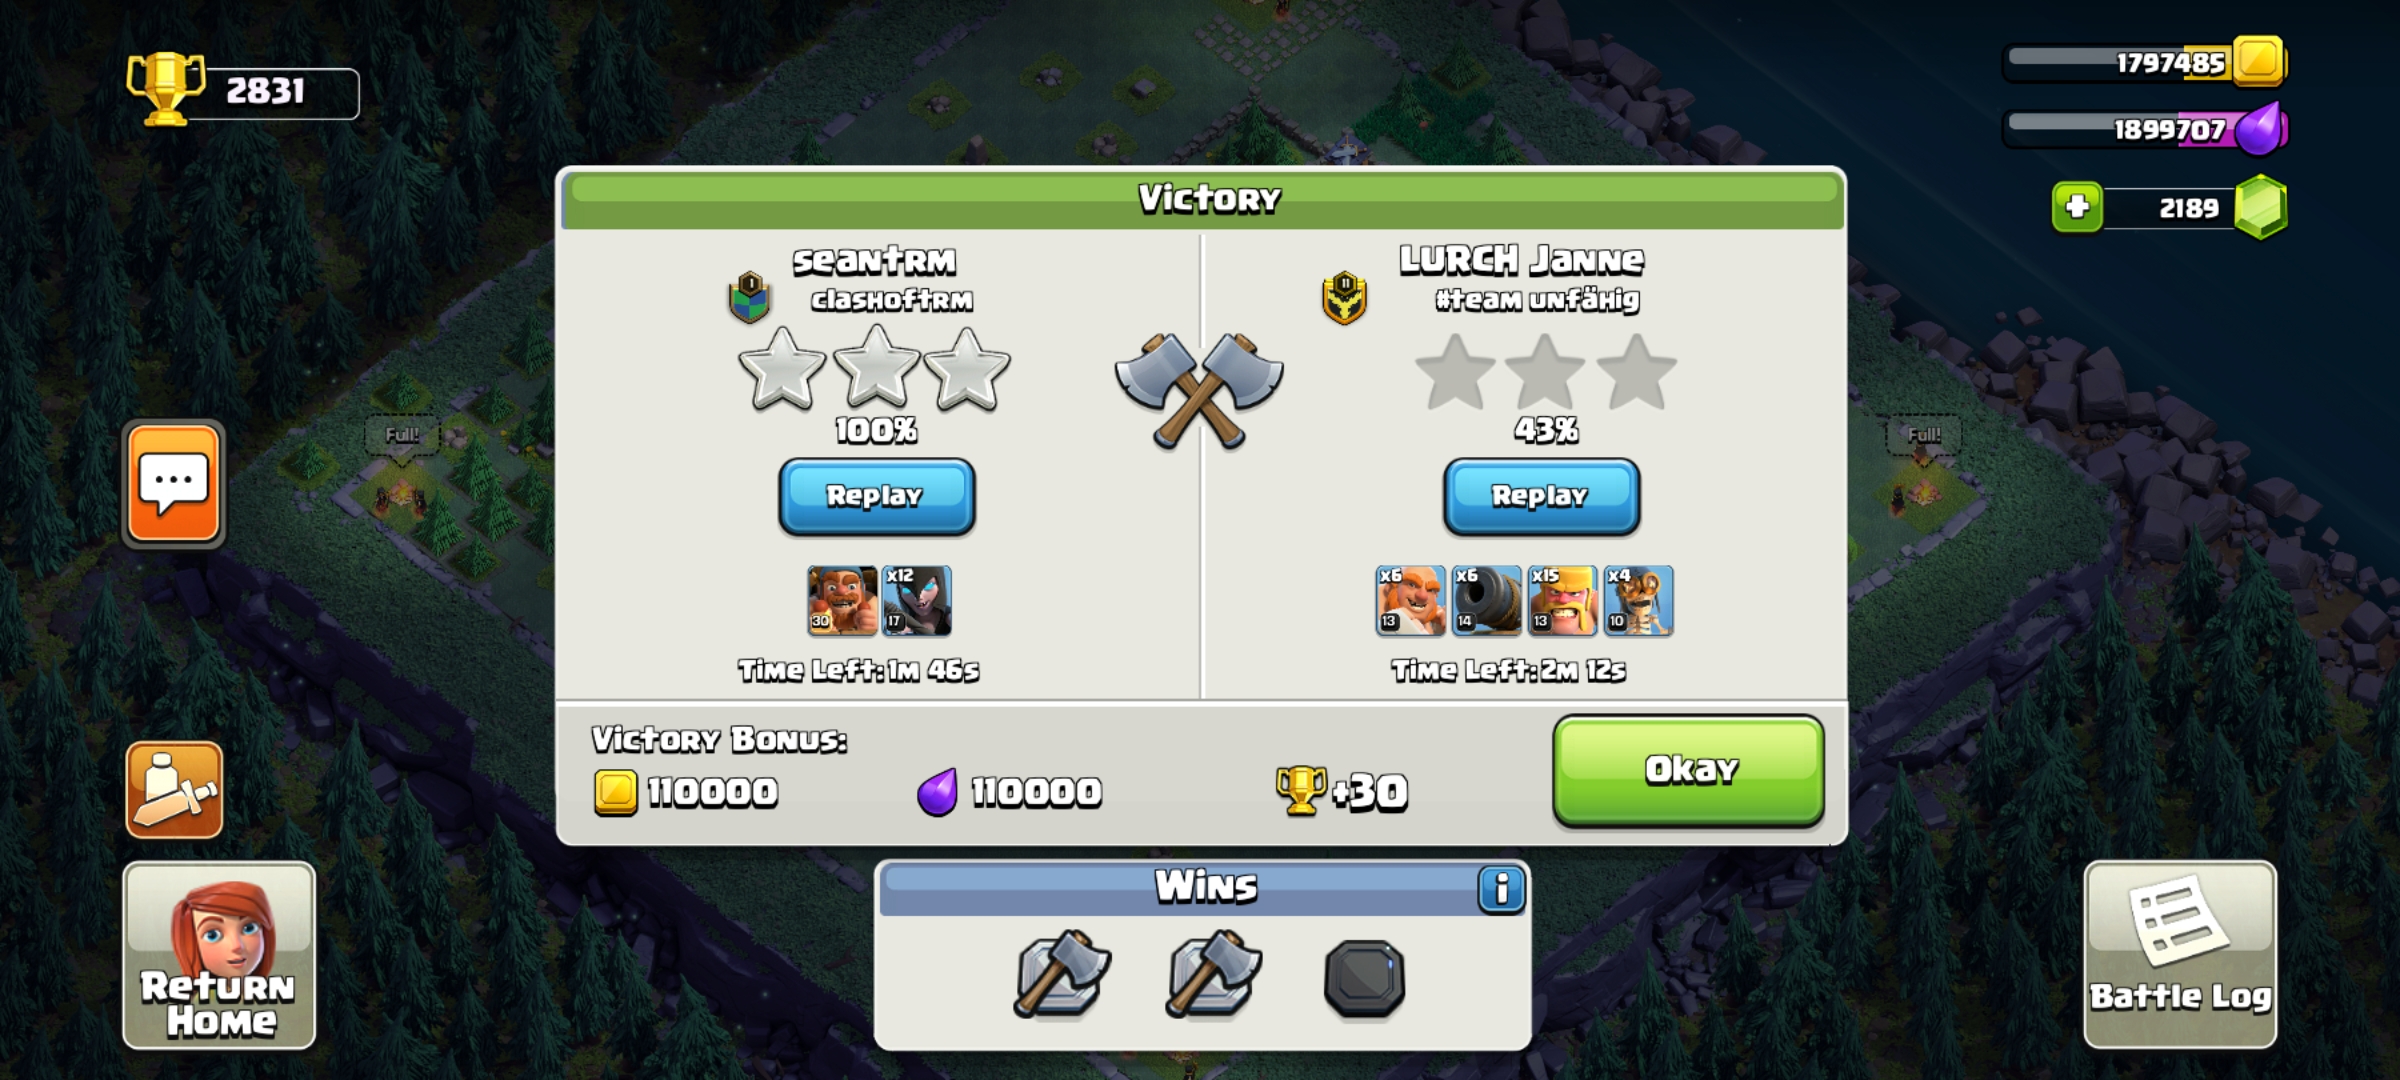 2831
1797485
1899707
2189
Victory
seantrm
clashoftrm
1
100%
Replay
30
x12
17
Time Left:1m 46s
LURCH Janne
#team unfähig
11
43%
Replay
x6
13
x6
14
x15
13
x4
10
Time Left:2m 12s
Full!
Full!
Victory Bonus:
110000
110000
+30
Okay
Wins
i
Return
Home
Battle Log